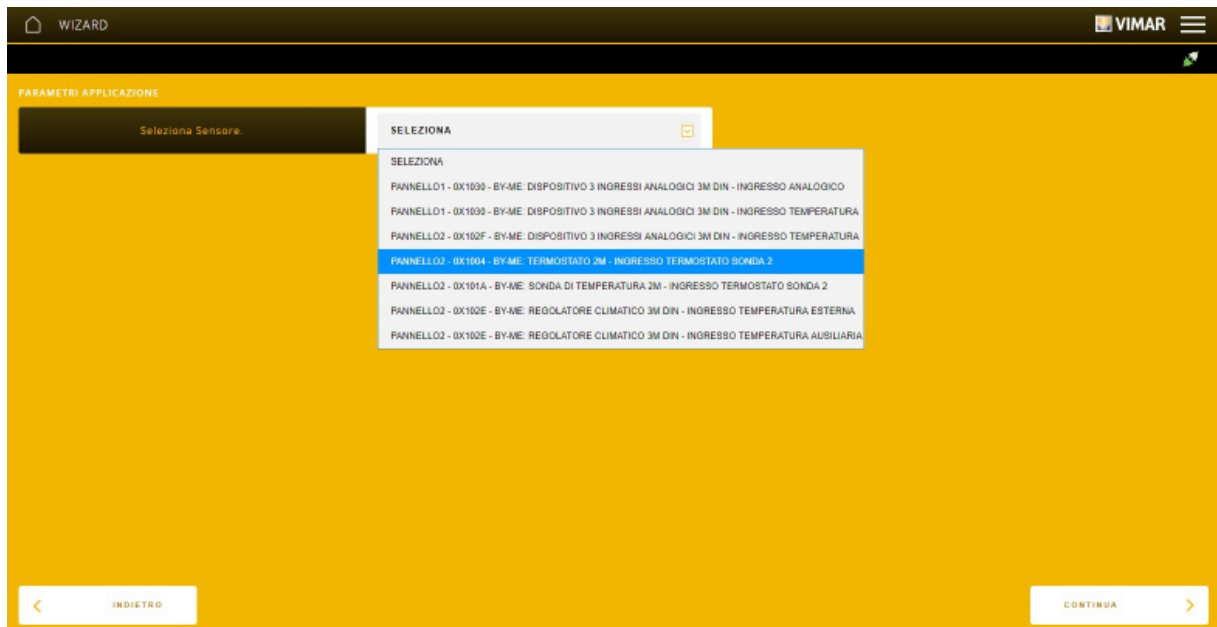 WIZARD
VIMAR
PARAMETRI APPLICAZIONE
Seleziona Sensore.
SELEZIONA
SELEZIONA
PANNELLO1 - 0X1030 - BY-ME: DISPOSITIVO 3 INGRESSI ANALOGICI 3M DIN - INGRESSO ANALOGICO
PANNELLO1 - 0X1030 - BY-ME: DISPOSITIVO 3 INGRESSI ANALOGICI 3M DIN - INGRESSO TEMPERATURA
PANNELLO2 - 0X102F - BY-ME: DISPOSITIVO 3 INGRESSI ANALOGICI 3M DIN - INGRESSO TEMPERATURA
PANNELLO2 - 0X1004 - BY-ME: TERMOSTATO 2M - INGRESSO TERMOSTATO SONDA 2
PANNELLO2 - 0X101A - BY-ME: SONDA DI TEMPERATURA 2M - INGRESSO TERMOSTATO SONDA 2
PANNELLO2 - 0X102E - BY-ME: REGOLATORE CLIMATICO 3M DIN - INGRESSO TEMPERATURA ESTERNA
PANNELLO2 - 0X102E - BY-ME: REGOLATORE CLIMATICO 3M DIN - INGRESSO TEMPERATURA AUSILIARIA
INDIETRO
CONTINUA